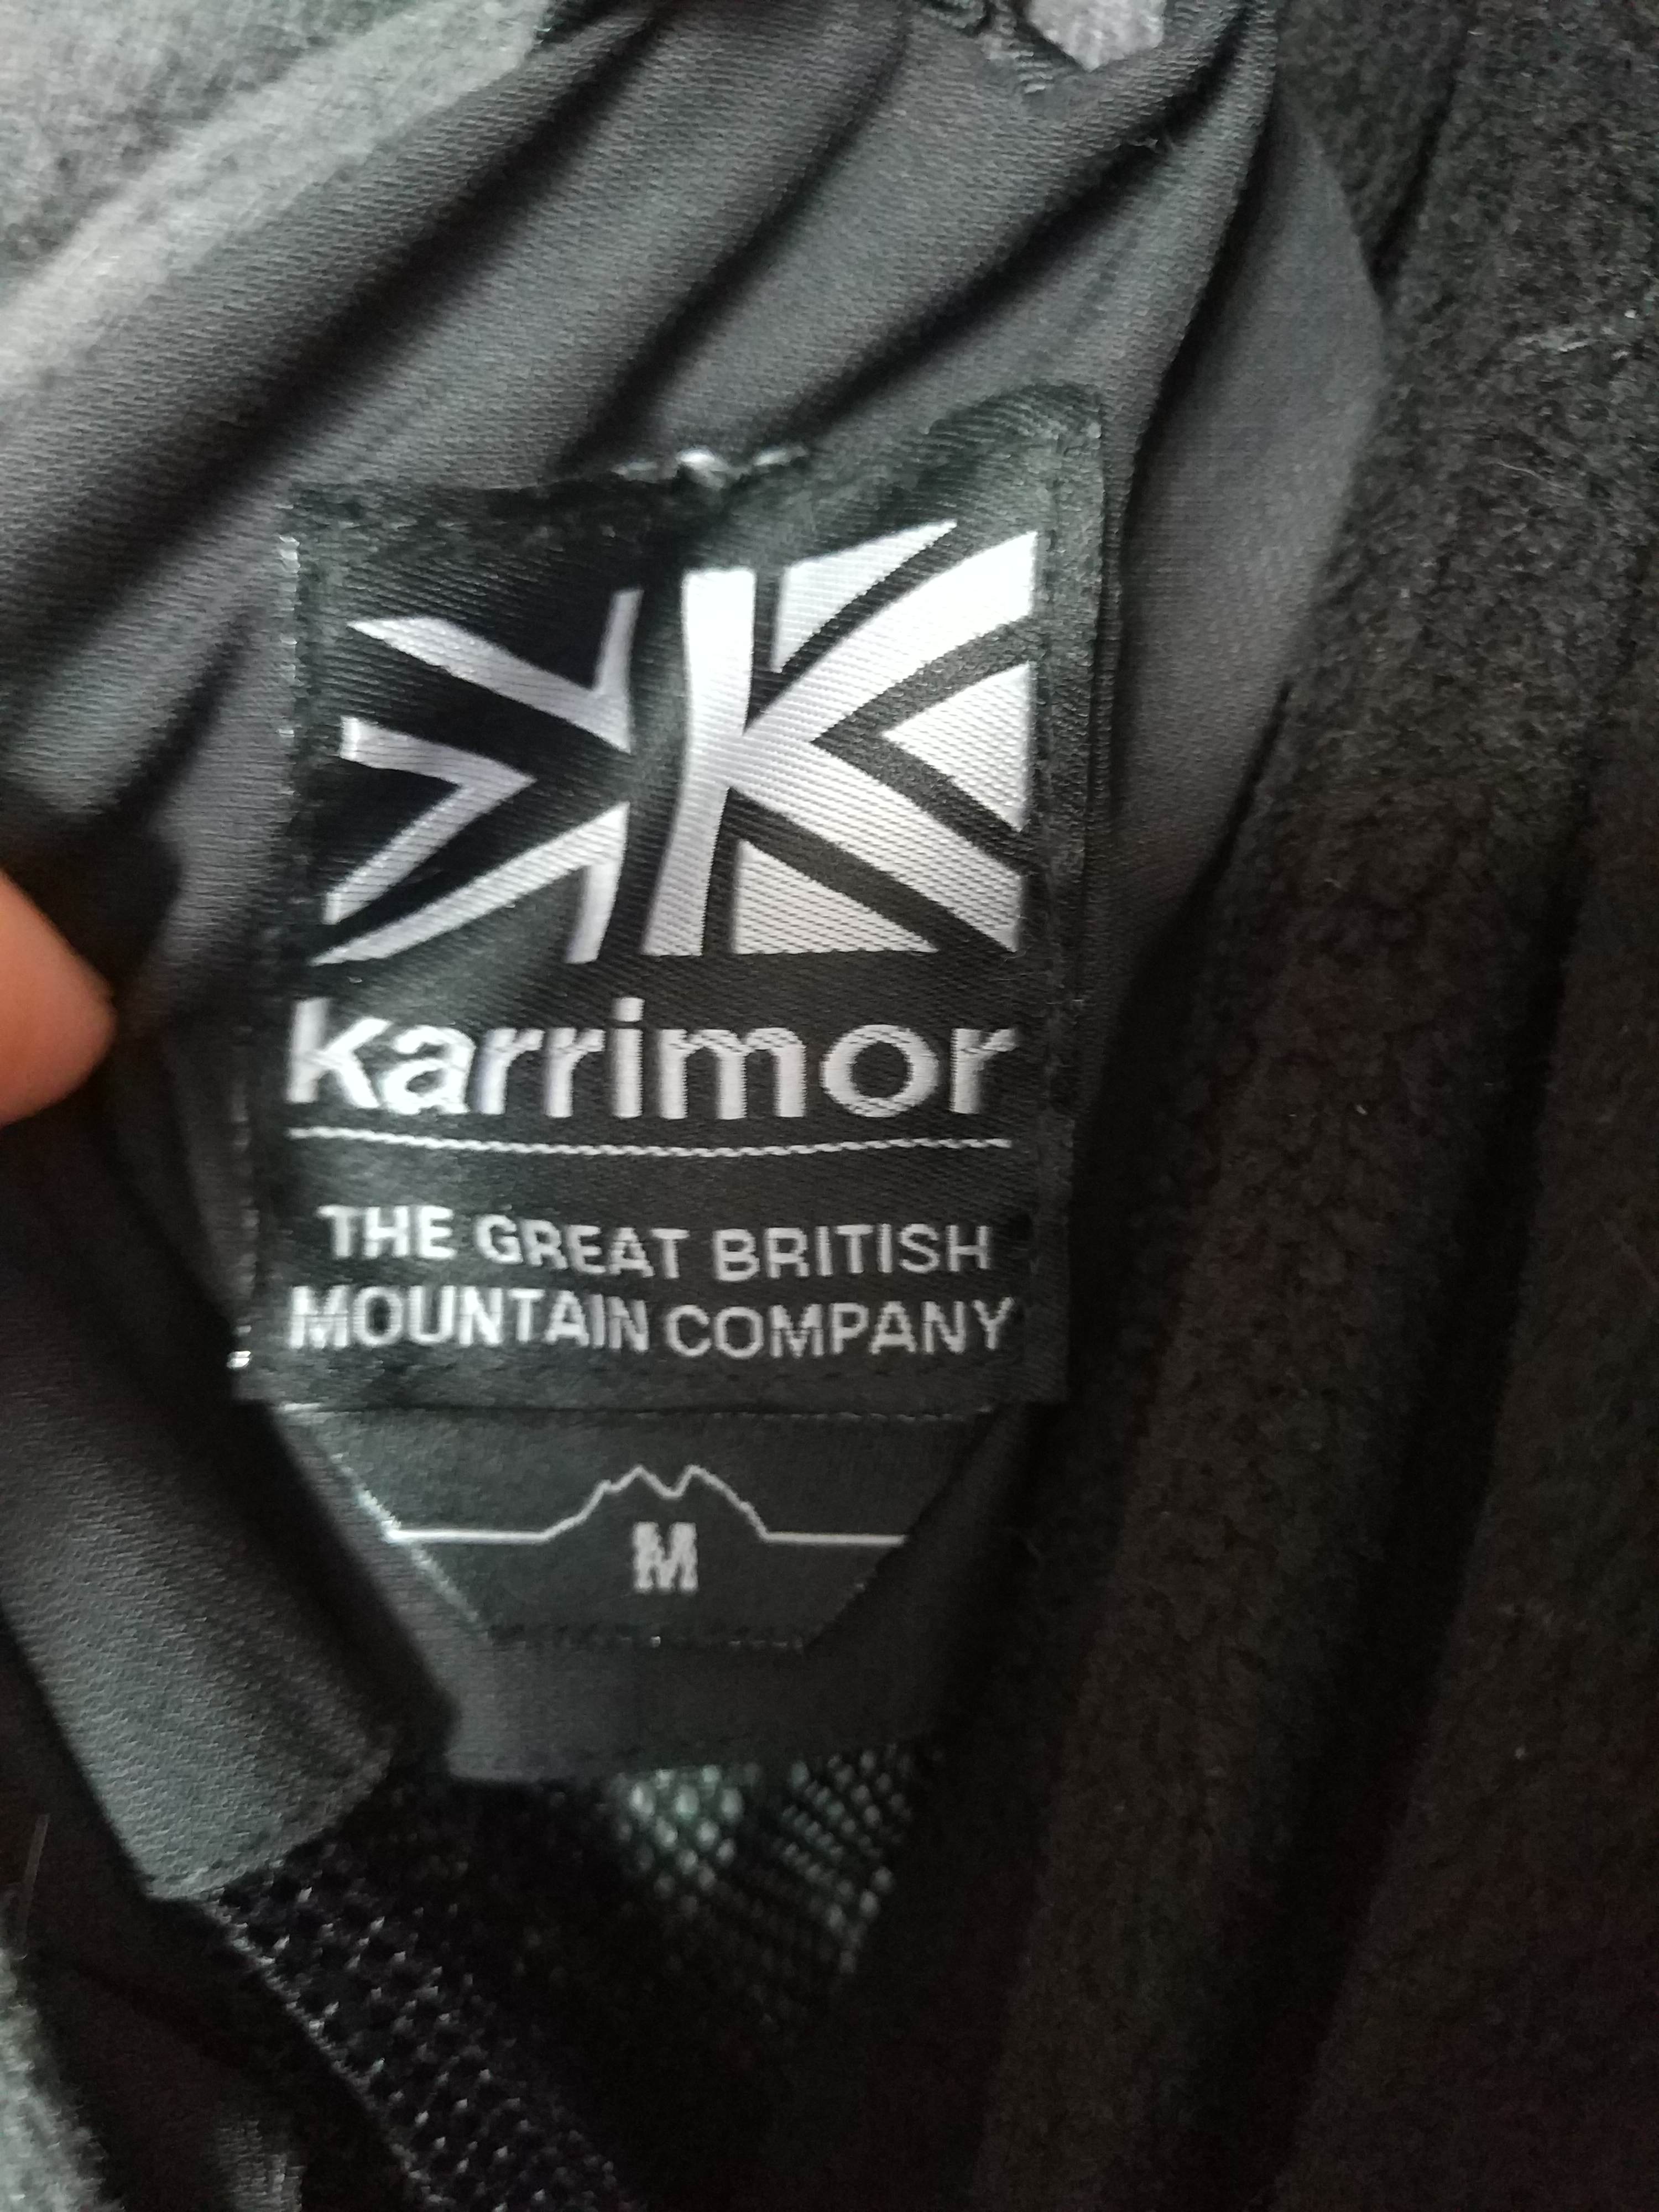 karrimor
THE GREAT BRITISH
MOUNTAIN COMPANY
M